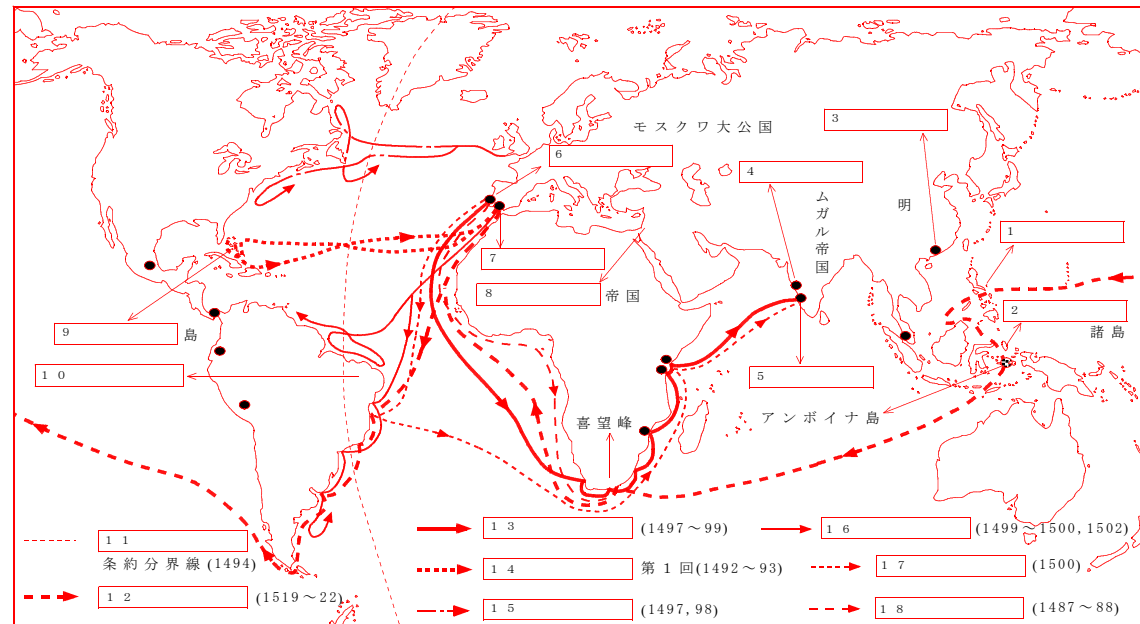 3
モスクワ大公国
6
4
ムガル帝国
明
1
7
8
帝国
2
諸島
9
島
10
5
アンボイナ島
喜望峰
11
条約分界線(1494)
12
(1519～22)
13
(1497～99)
14
第1回(1492～93)
15
(1497,98)
16
(1499～1500,1502)
17
(1500)
18
(1487～88)